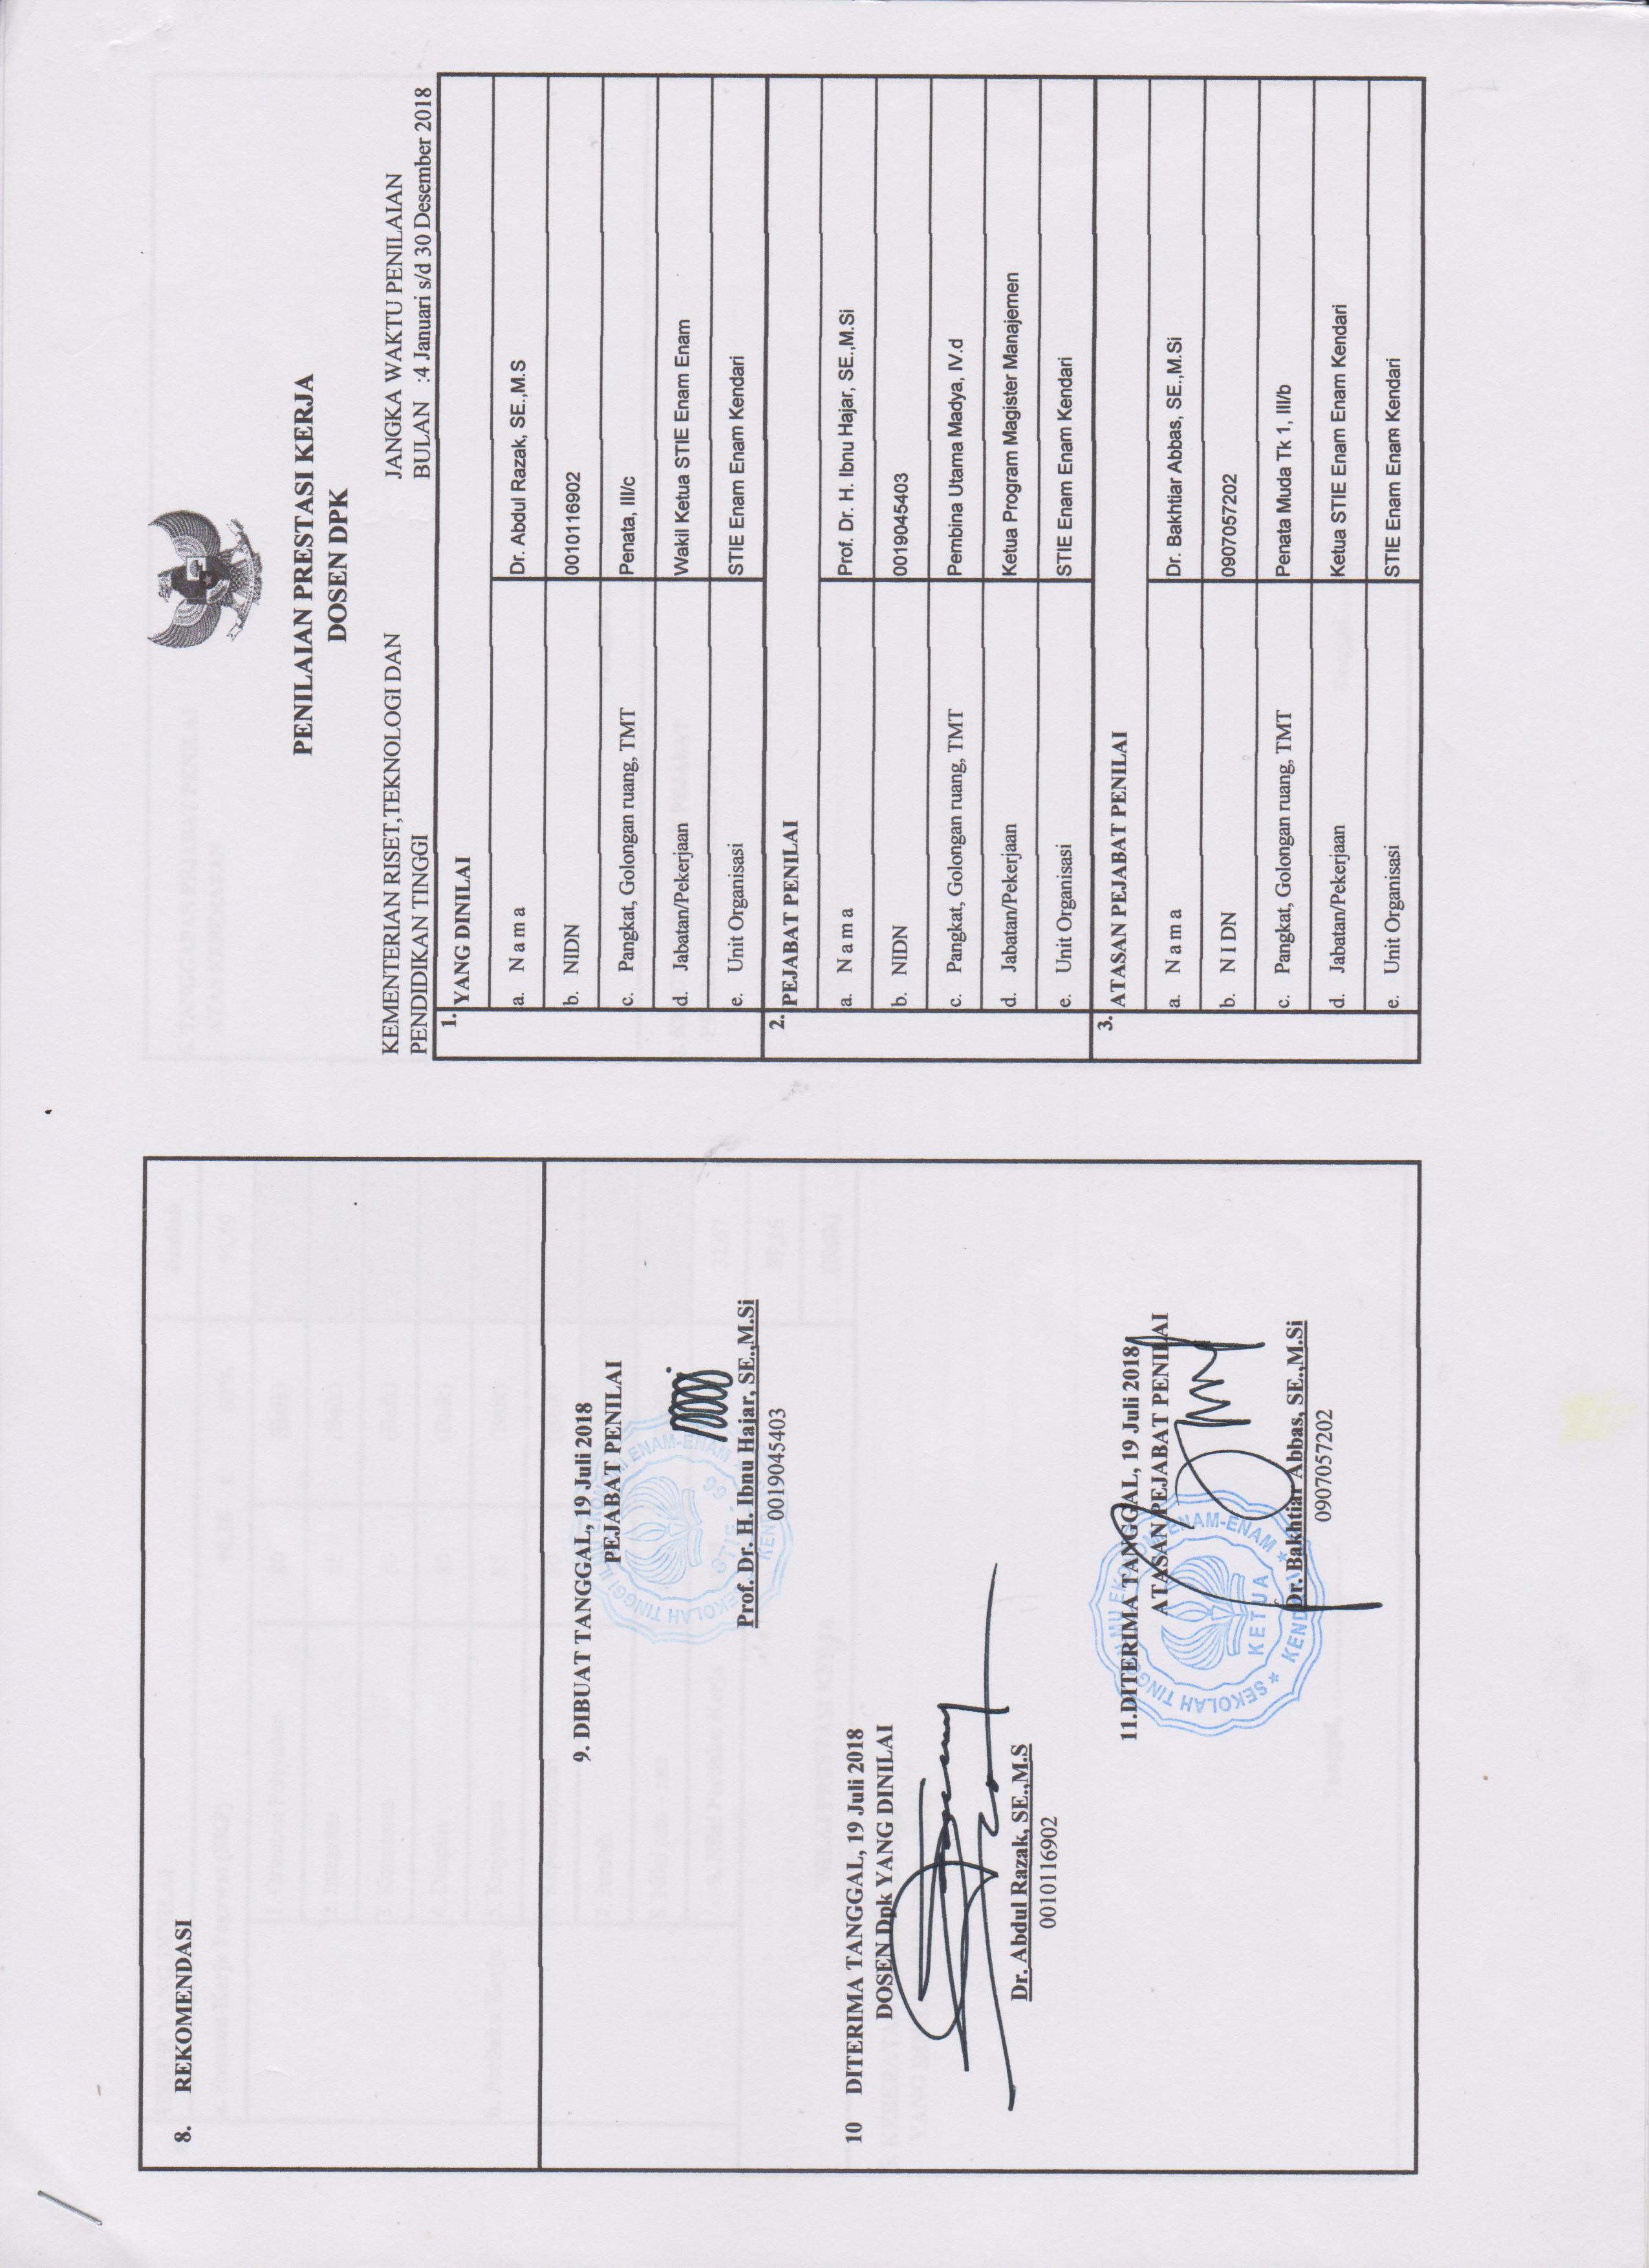 8. REKOMENDASI
9. DIBUAT TANGGAL, 19 Juli 2018
PEJABAT PENILAI
SEKOLAH TINGGI ENAM-ENAM
STIE 66
Prof. Dr. H. Ibnu Hajar, SE.,M.Si
0019045403
10 DITERIMA TANGGAL, 19 Juli 2018
DOSEN Dpk YANG DINILAI
Dr. Abdul Razak, SE.,M.S
0010116902
11.DITERIMA TANGGAL, 19 Juli 2018
ATASAN PEJABAT PENILAI
SEKOLAH TINGGI ILMU EKONOMI ENAM-ENAM
KETUA
KENDARI
Dr. Bakhtiar Abbas, SE.,M.Si
0907057202
PENILAIAN PRESTASI KERJA
DOSEN DPK
KEMENTERIAN RISET,TEKNOLOGI DAN
PENDIDIKAN TINGGI
JANGKA WAKTU PENILAIAN
BULAN :4 Januari s/d 30 Desember 2018
1. YANG DINILAI
a. N a m a Dr. Abdul Razak, SE.,M.S
b. NIDN 0010116902
c. Pangkat, Golongan ruang, TMT Penata, III/c
d. Jabatan/Pekerjaan Wakil Ketua STIE Enam Enam
e. Unit Organisasi STIE Enam Enam Kendari
2. PEJABAT PENILAI
a. N a m a Prof. Dr. H. Ibnu Hajar, SE.,M.Si
b. NIDN 0019045403
c. Pangkat, Golongan ruang, TMT Pembina Utama Madya, IV.d
d. Jabatan/Pekerjaan Ketua Program Magister Manajemen
e. Unit Organisasi STIE Enam Enam Kendari
3. ATASAN PEJABAT PENILAI
a. N a m a Dr. Bakhtiar Abbas, SE.,M.Si
b. N I DN 0907057202
c. Pangkat, Golongan ruang, TMT Penata Muda Tk 1, III/b
d. Jabatan/Pekerjaan Ketua STIE Enam Enam Kendari
e. Unit Organisasi STIE Enam Enam Kendari